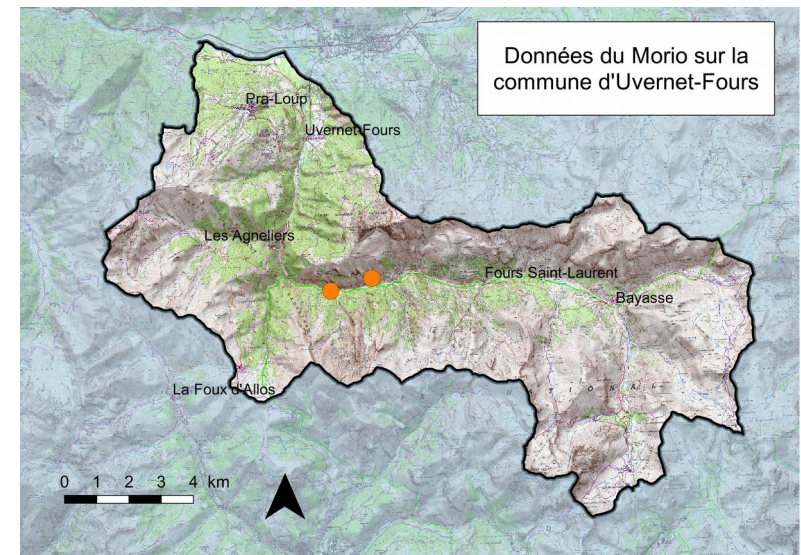 Données du Morio sur la
commune d'Uvernet-Fours
Pra-Loup
Uvernet-Fours
Les Agneliers
Fours Saint-Laurent
Bayasse
La Foux d'Allos
T I O N A L
0 1 2 3 4 km